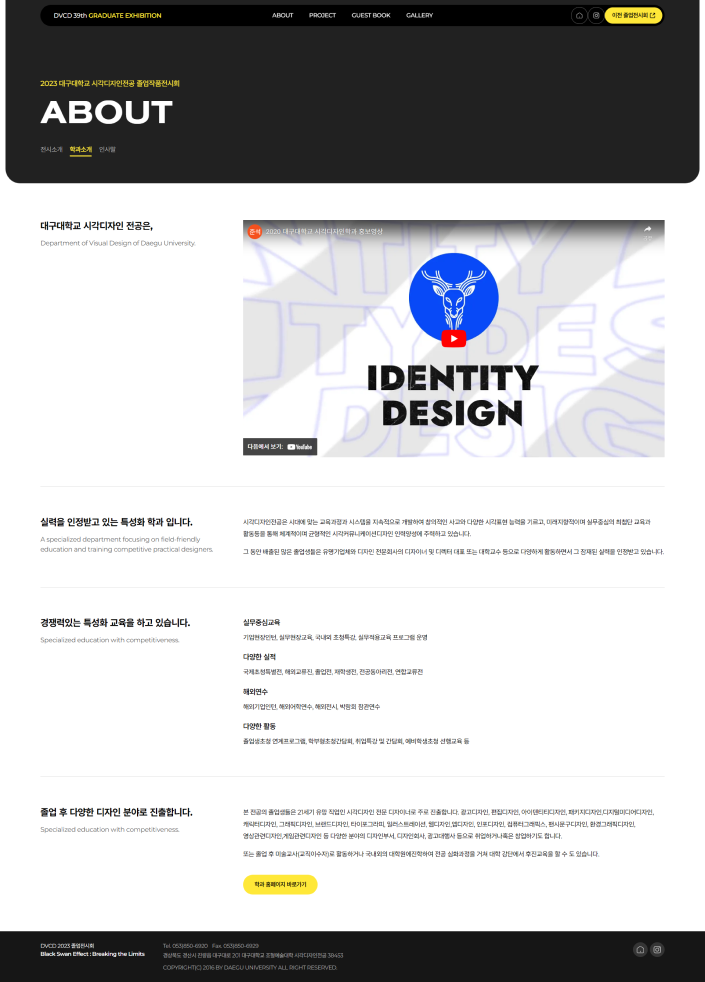 DVCD 39th GRADUATE EXHIBITION
ABOUT
PROJECT
GUEST BOOK
GALLERY
이전 졸업전시회
2023 대구대학교 시각디자인전공 졸업작품전시회
ABOUT
전시소개 학과소개 인사말
대구대학교 시각디자인 전공은,
Department of Visual Design of Daegu University.
준석 2020 대구대학교 시각디자인학과 홍보영상
IDENTITY
DESIGN
다음에서 보기: YouTube
실력을 인정받고 있는 특성화 학과 입니다.
A specialized department focusing on field-friendly
education and training competitive practical designers.
시각디자인전공은 시대에 맞는 교육과정과 시스템을 지속적으로 개발하여 창의적인 사고와 다양한 시각표현 능력을 기르고, 미래지향적이며 실무중심의 최첨단 교육과
활동등을 통해 체계적이며 균형적인 시각커뮤니케이션디자인 인력양성에 주력하고 있습니다.
그 동안 배출된 많은 졸업생들은 유명기업체와 디자인 전문회사의 디자이너 및 디렉터 대표 또는 대학교수 등으로 다양하게 활동하면서 그 잠재된 실력을 인정받고 있습니다.
경쟁력있는 특성화 교육을 하고 있습니다.
Specialized education with competitiveness.
실무중심교육
기업현장인턴, 실무현장교육, 국내외 초청특강, 실무적용교육 프로그램 운영
다양한 실적
국제초청특별전, 해외교류전, 졸업전, 재학생전, 전공동아리전, 연합교류전
해외연수
해외기업인턴, 해외어학연수, 해외전시, 박람회 참관연수
다양한 활동
졸업생초청 연계프로그램, 학부형초청간담회, 취업특강 및 간담회, 예비학생초청 선행교육 등
졸업 후 다양한 디자인 분야로 진출합니다.
Specialized education with competitiveness.
본 전공의 졸업생들은 21세기 유망 직업인 시각디자인 전문 디자이너로 주로 진출합니다. 광고디자인, 편집디자인, 아이덴티티디자인, 패키지디자인,디지털미디어디자인,
캐릭터디자인, 그래픽디자인, 브랜드디자인, 타이포그라피, 일러스트레이션, 웹디자인,앱디자인, 인포디자인, 컴퓨터그래픽스, 팬시문구디자인, 환경그래픽디자인,
영상관련디자인,게임관련디자인 등 다양한 분야의 디자인부서, 디자인회사, 광고대행사 등으로 취업하거나혹은 창업하기도 합니다.
또는 졸업 후 미술교사(교직이수자)로 활동하거나 국내외의 대학원에진학하여 전공 심화과정을 거쳐 대학 강단에서 후진교육을 할 수 도 있습니다.
학과 홈페이지 바로가기
DVCD 2023 졸업전시회
Black Swan Effect : Breaking the Limits
Tel. 053)850-6920 Fax. 053)850-6929
경상북도 경산시 진량읍 대구대로 201 대구대학교 조형예술대학 시각디자인전공 38453
COPYRIGHT(C) 2016 BY DAEGU UNIVERSITY ALL RIGHT RESERVED.